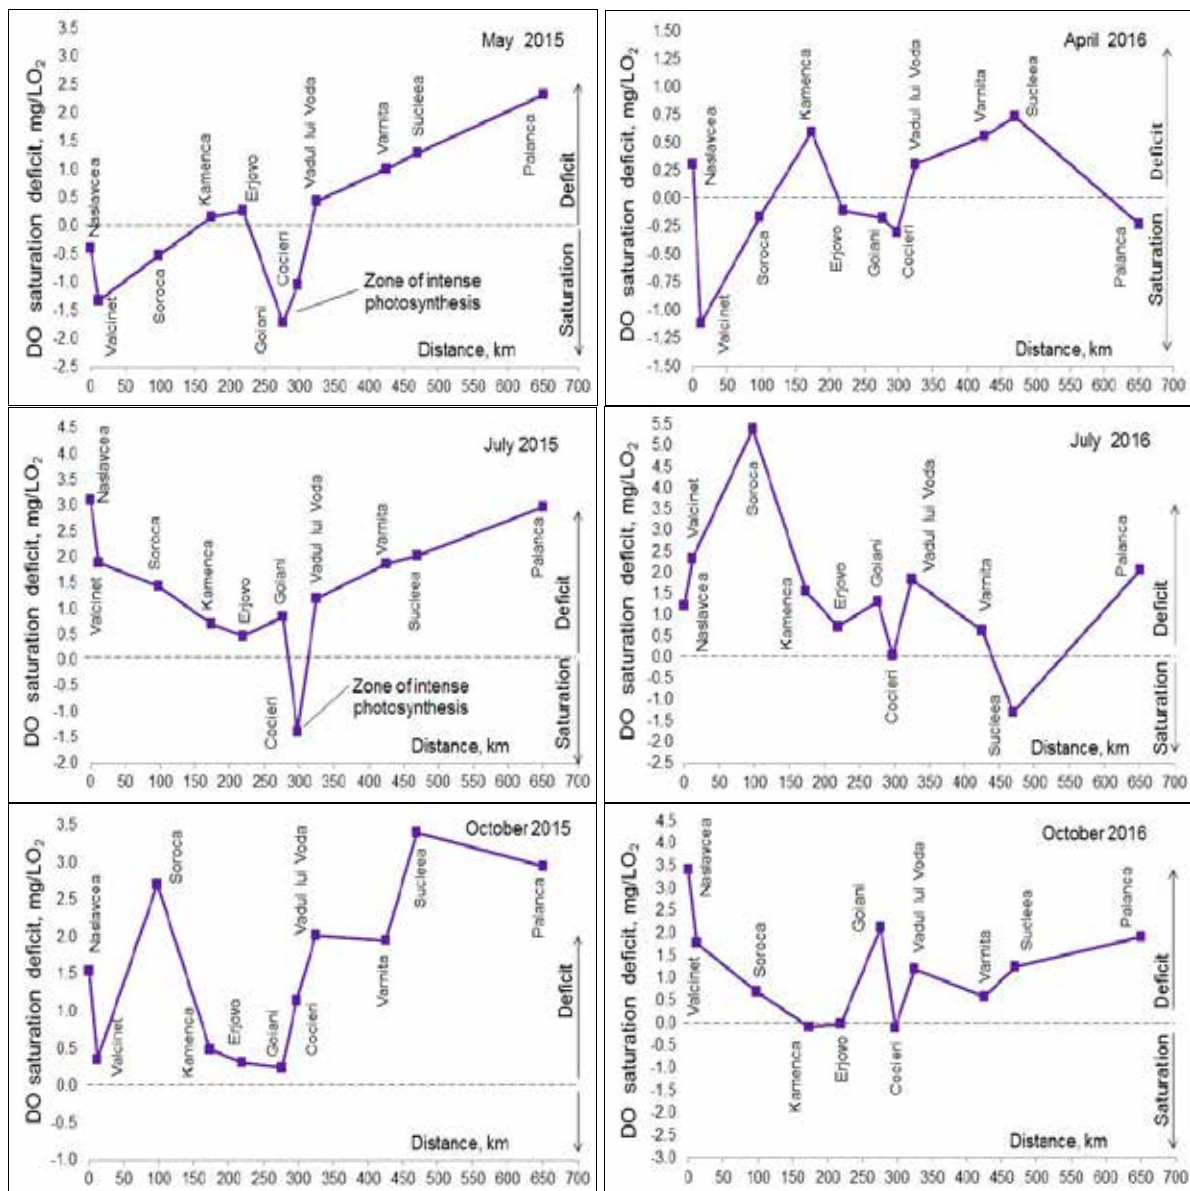 May 2015
DO saturation deficit, mg/LO2
3.5
3.0
2.5
2.0
1.5
1.0
0.5
0.0
-0.5
-1.0
-1.5
-2.0
-2.5
Naslavcea
Valcinet
Soroca
Kamenca
Erjovo
Goiani
Cocieri
Vadul lui Voda
Varnita
Sucleea
Palanca
Zone of intense
photosynthesis
Deficit
Saturation
Distance, km
0 50 100 150 200 250 300 350 400 450 500 550 600 650 700
April 2016
DO saturation deficit, mg/LO2
1.50
1.25
1.00
0.75
0.50
0.25
0.00
-0.25
-0.50
-0.75
-1.00
-1.25
-1.50
Naslavcea
Valcinet
Soroca
Kamenca
Erjovo
Goiani
Cocieri
Vadul lui Voda
Varnita
Sucleea
Palanca
Deficit
Saturation
Distance, km
0 50 100 150 200 250 300 350 400 450 500 550 600 650 700
July 2015
DO saturation deficit, mg/LO2
4.5
4.0
3.5
3.0
2.5
2.0
1.5
1.0
0.5
0.0
-0.5
-1.0
-1.5
-2.0
Naslavcea
Valcinet
Soroca
Kamenca
Erjovo
Goiani
Cocieri
Vadul lui Voda
Varnita
Sucleea
Palanca
Zone of intense
photosynthesis
Deficit
Saturation
Distance, km
0 50 100 150 200 250 300 350 400 450 500 550 600 650 700
July 2016
DO saturation deficit, mg/LO2
5.5
5.0
4.5
4.0
3.5
3.0
2.5
2.0
1.5
1.0
0.5
0.0
-0.5
-1.0
-1.5
-2.0
-2.5
Naslavcea
Valcinet
Soroca
Kamenca
Erjovo
Goiani
Cocieri
Vadul lui Voda
Varnita
Sucleea
Palanca
Deficit
Saturation
Distance, km
0 50 100 150 200 250 300 350 400 450 500 550 600 650 700
October 2015
DO saturation deficit, mg/LO2
3.5
3.0
2.5
2.0
1.5
1.0
0.5
0.0
-0.5
-1.0
Naslavcea
Valcinet
Soroca
Kamenca
Erjovo
Goiani
Cocieri
Vadul lui Voda
Varnita
Sucleea
Palanca
Deficit
Distance, km
0 50 100 150 200 250 300 350 400 450 500 550 600 650 700
October 2016
DO saturation deficit, mg/LO2
4.5
4.0
3.5
3.0
2.5
2.0
1.5
1.0
0.5
0.0
-0.5
-1.0
-1.5
-2.0
-2.5
-3.0
Naslavcea
Valcinet
Soroca
Kamenca
Erjovo
Goiani
Cocieri
Vadul lui Voda
Varnita
Sucleea
Palanca
Deficit
Saturation
Distance, km
0 50 100 150 200 250 300 350 400 450 500 550 600 650 700